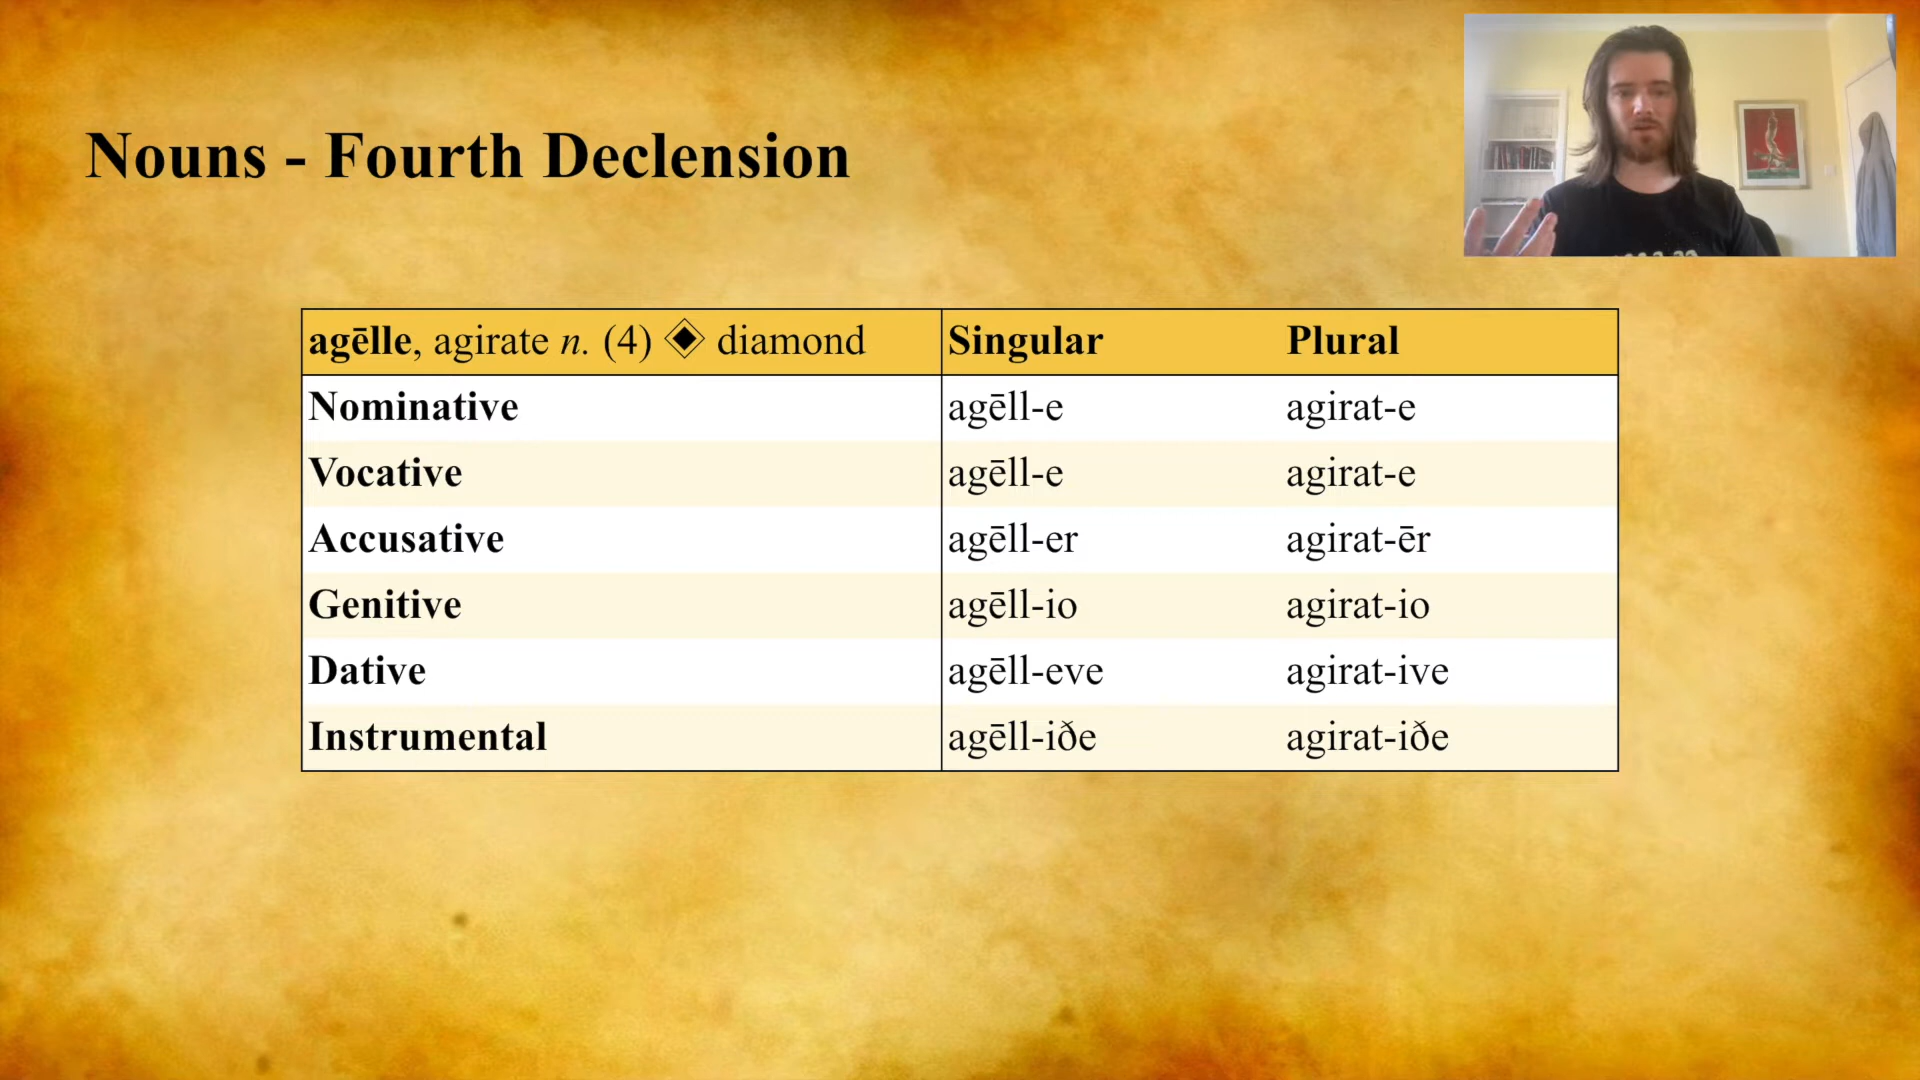 Nouns - Fourth Declension
agēlle, agirate n. (4) ◈ diamond Singular Plural
Nominative agēll-e agirat-e
Vocative agēll-e agirat-e
Accusative agēll-er agirat-ēr
Genitive agēll-io agirat-io
Dative agēll-eve agirat-ive
Instrumental agēll-iðe agirat-iðe